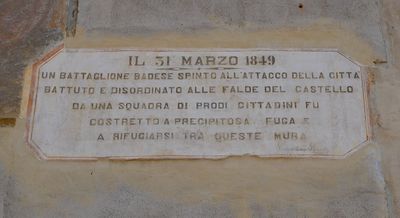 IL 31 MARZO 1849
UN BATTAGLIONE BADESE SPINTO ALL'ATTACCO DELLA CITTÀ
BATTUTO E DISORDINATO ALLE FALDE DEL CASTELLO
DA UNA SQUADRA DI PRODI CITTADINI FU
COSTRETTO A PRECIPITOSA FUGA E
A RIFUGIARSI TRA QUESTE MURA